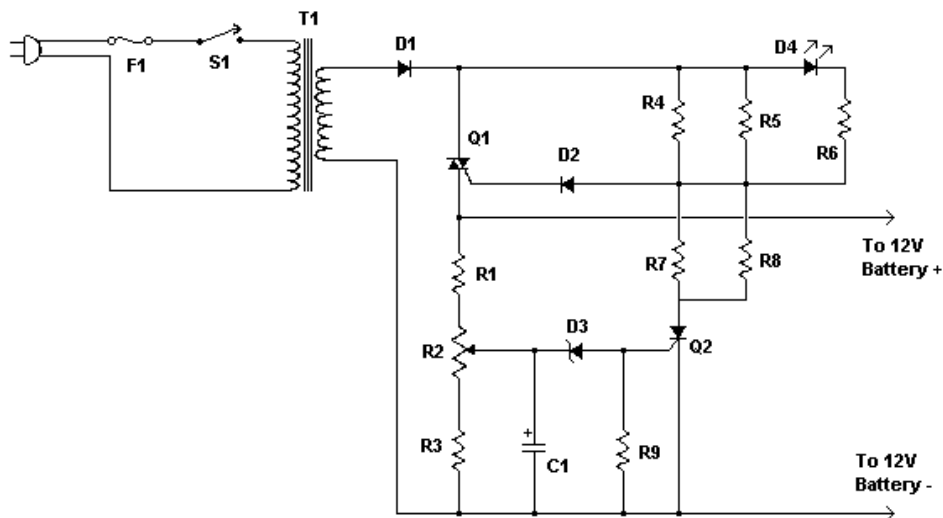 T1
F1
S1
D1
D4
R4
R5
R6
Q1
D2
To 12V
Battery +
R1
R7
R8
R2
D3
Q2
R3
+
C1
R9
To 12V
Battery -